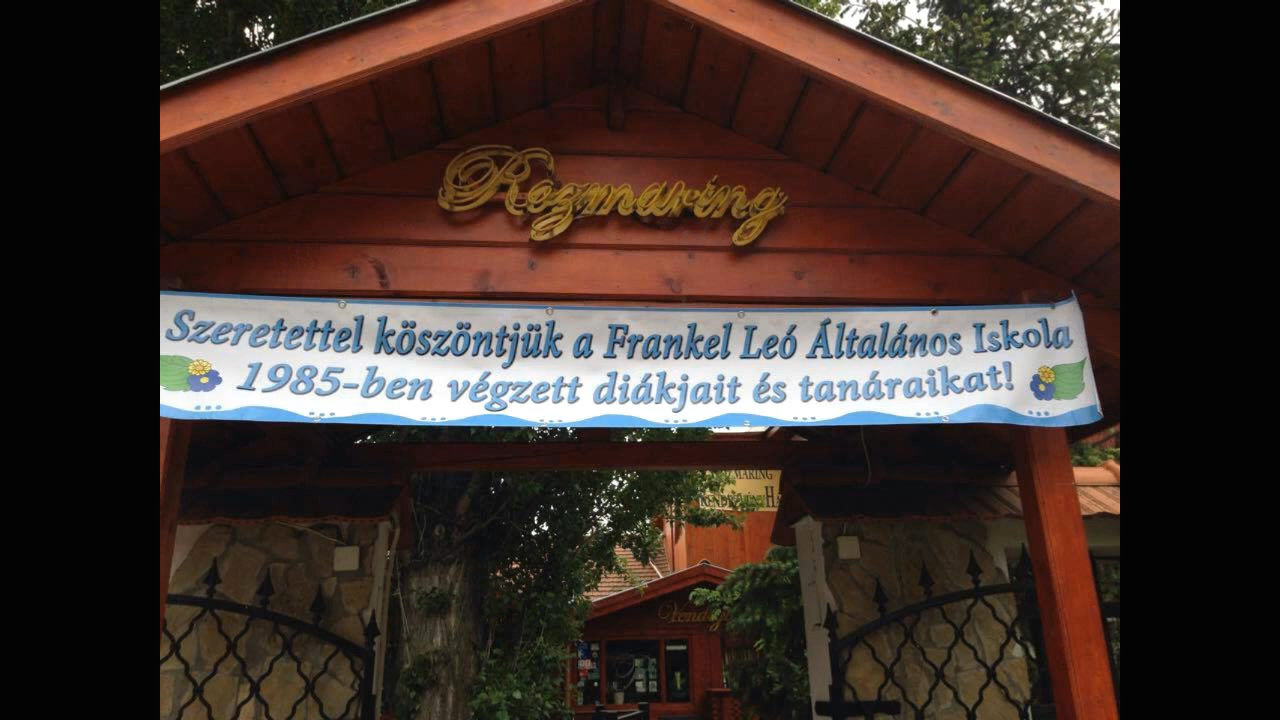 Rozmaring
Szeretettel köszöntjük a Frankel Leó Általános Iskola
1985-ben végzett diákjait és tanáraikat!